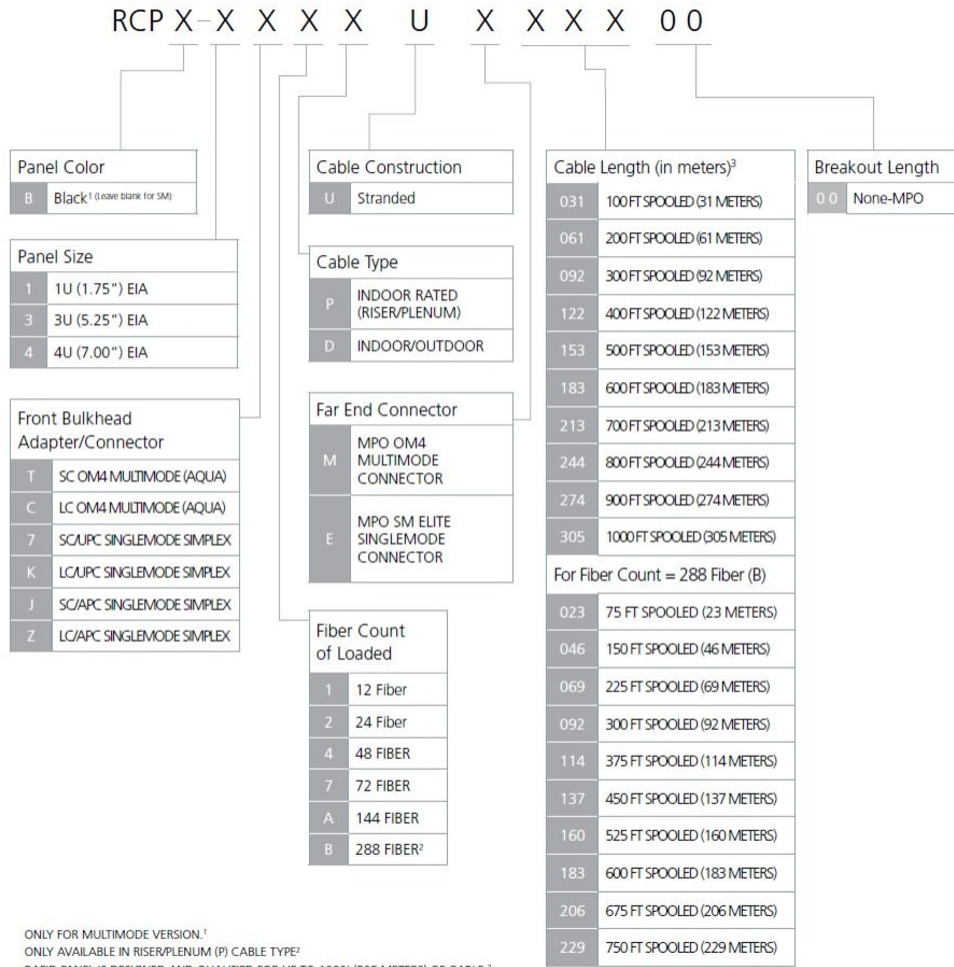 RCP X-X X X X U X X X X 0 0
Panel Color
B Black¹ (Leave blank for SM)
Panel Size
1 1U (1.75") EIA
3 3U (5.25") EIA
4 4U (7.00") EIA
Front Bulkhead
Adapter/Connector
T SC OM4 MULTIMODE (AQUA)
C LC OM4 MULTIMODE (AQUA)
7 SC/UPC SINGLEMODE SIMPLEX
K LC/UPC SINGLEMODE SIMPLEX
J SC/APC SINGLEMODE SIMPLEX
Z LC/APC SINGLEMODE SIMPLEX
Cable Construction
U Stranded
Cable Type
P INDOOR RATED
(RISER/PLENUM)
D INDOOR/OUTDOOR
Far End Connector
M MPO OM4
MULTIMODE
CONNECTOR
E MPO SM ELITE
SINGLEMODE
CONNECTOR
Fiber Count
of Loaded
1 12 Fiber
2 24 Fiber
4 48 FIBER
7 72 FIBER
A 144 FIBER
B 288 FIBER²
Cable Length (in meters)³
031 100 FT SPOOLED (31 METERS)
061 200 FT SPOOLED (61 METERS)
092 300 FT SPOOLED (92 METERS)
122 400 FT SPOOLED (122 METERS)
153 500 FT SPOOLED (153 METERS)
183 600 FT SPOOLED (183 METERS)
213 700 FT SPOOLED (213 METERS)
244 800 FT SPOOLED (244 METERS)
274 900 FT SPOOLED (274 METERS)
305 1000 FT SPOOLED (305 METERS)
For Fiber Count = 288 Fiber (B)
023 75 FT SPOOLED (23 METERS)
046 150 FT SPOOLED (46 METERS)
069 225 FT SPOOLED (69 METERS)
092 300 FT SPOOLED (92 METERS)
114 375 FT SPOOLED (114 METERS)
137 450 FT SPOOLED (137 METERS)
160 525 FT SPOOLED (160 METERS)
183 600 FT SPOOLED (183 METERS)
206 675 FT SPOOLED (206 METERS)
229 750 FT SPOOLED (229 METERS)
Breakout Length
0 0 None-MPO
ONLY FOR MULTIMODE VERSION.¹
ONLY AVAILABLE IN RISER/PLENUM (P) CABLE TYPE²